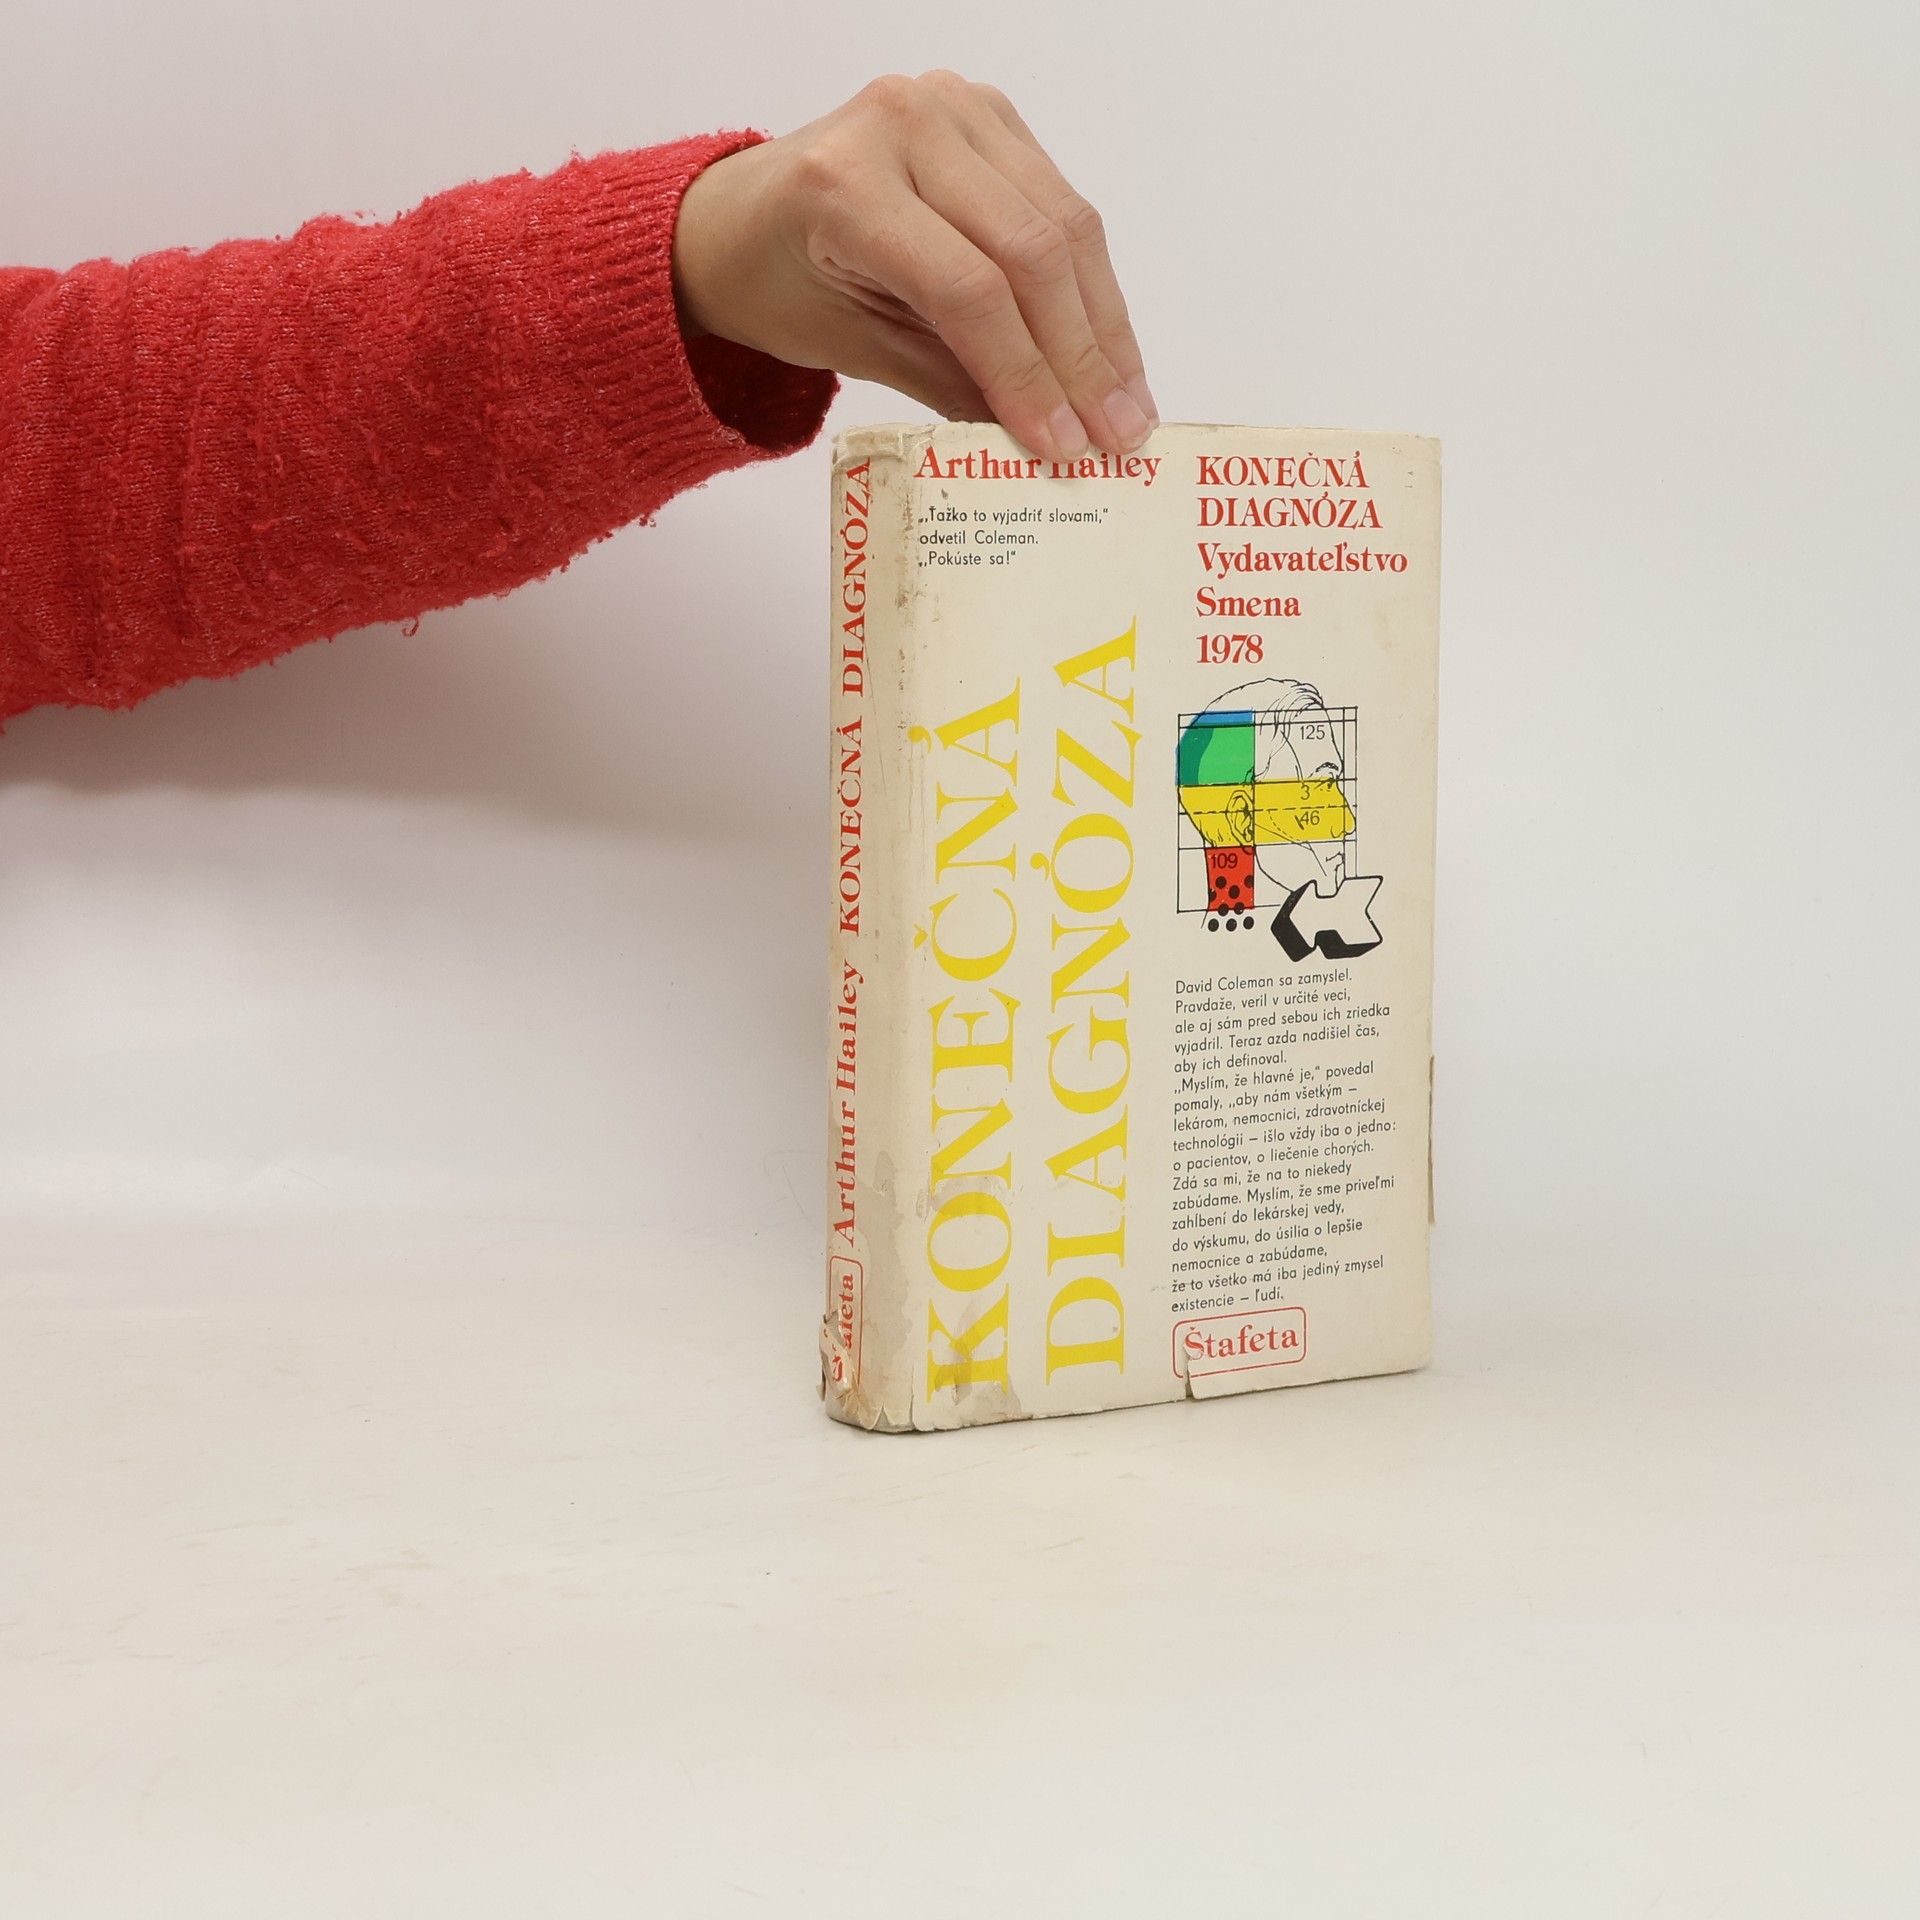 Arthur Hailey KONEČNÁ DIAGNÓZA
Arthur Hailey
„Ťažko to vyjadriť slovami,“
odvetil Coleman.
„Pokúste sa!“
KONEČNÁ
DIAGNÓZA
KONEČNÁ
DIAGNÓZA
Vydavateľstvo
Smena
1978
125
3
46
109
David Coleman sa zamyslel.
Pravdaže, veril v určité veci,
ale aj sám pred sebou ich zriedka
vyjadril. Teraz azda nadišiel čas,
aby ich definoval.
„Myslím, že hlavné je,“ povedal
pomaly, „aby nám všetkým –
lekárom, nemocnici, zdravotníckej
technológii – išlo vždy iba o jedno:
o pacientov, o liečenie chorých.
Zdá sa mi, že na to niekedy
zabúdame. Myslím, že sme priveľmi
zahĺbení do lekárskej vedy,
do výskumu, do úsilia o lepšie
nemocnice a zabúdame,
že to všetko má iba jediný zmysel
existencie – ľudí.
Štafeta